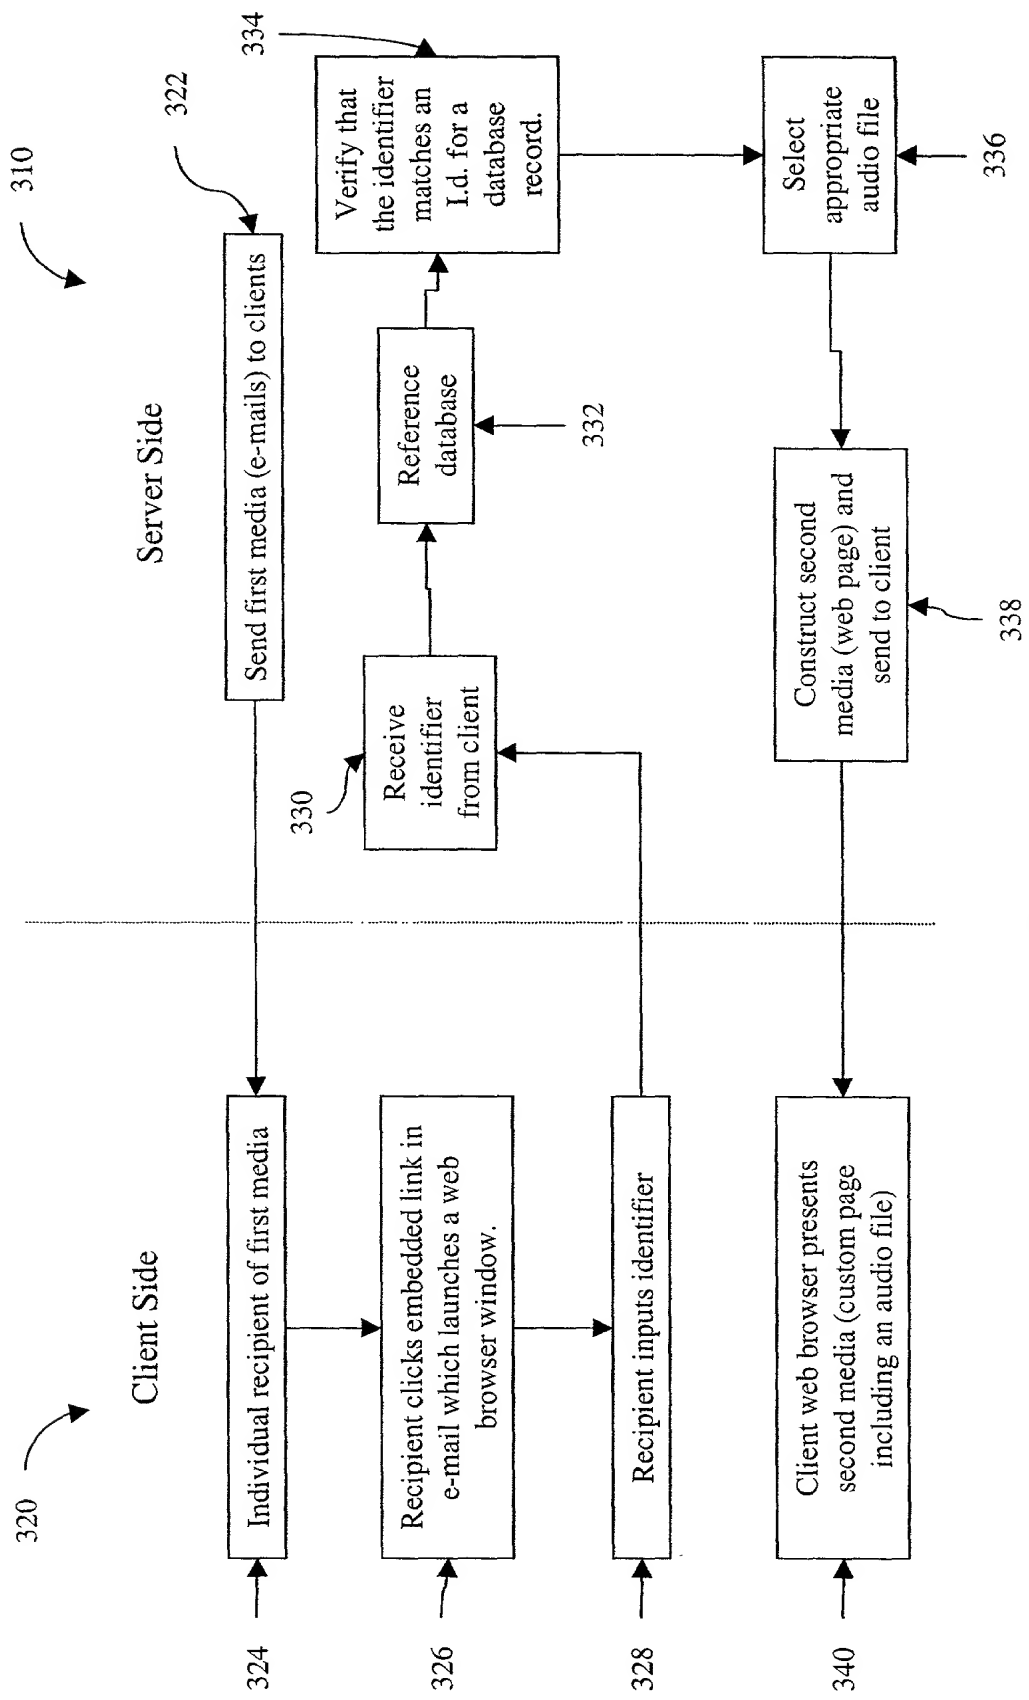 320
Client Side
Server Side
310
324
Individual recipient of first media
Send first media (e-mails) to clients
322
326
Recipient clicks embedded link in
e-mail which launches a web
browser window.
328
Recipient inputs identifier
330
Receive
identifier
from client
Reference
database
332
Verify that
the identifier
matches an
I.d. for a
database
record.
334
Select
appropriate
audio file
336
Construct second
media (web page) and
send to client
338
340
Client web browser presents
second media (custom page
including an audio file)